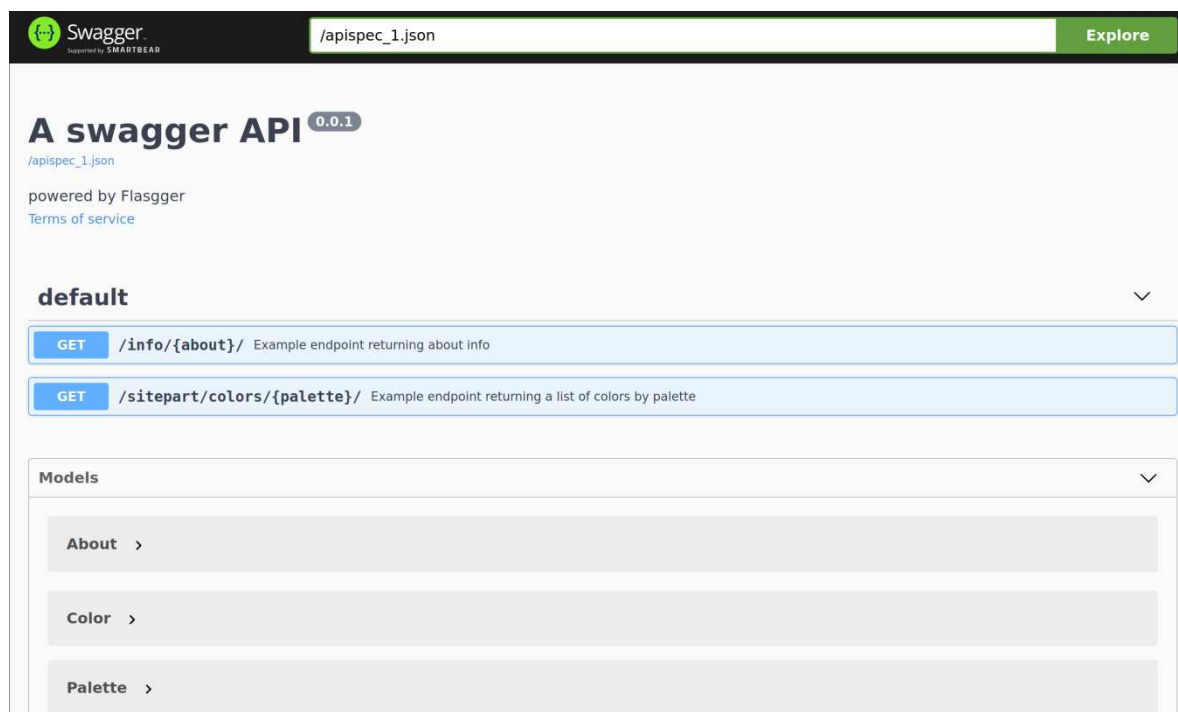 {···} Swagger™
Supported by SMARTBEAR
/apispec_1.json
Explore
A swagger API 0.0.1
/apispec_1.json
powered by Flasgger
Terms of service
default
GET /info/{about}/ Example endpoint returning about info
GET /sitepart/colors/{palette}/ Example endpoint returning a list of colors by palette
Models
About
Color
Palette